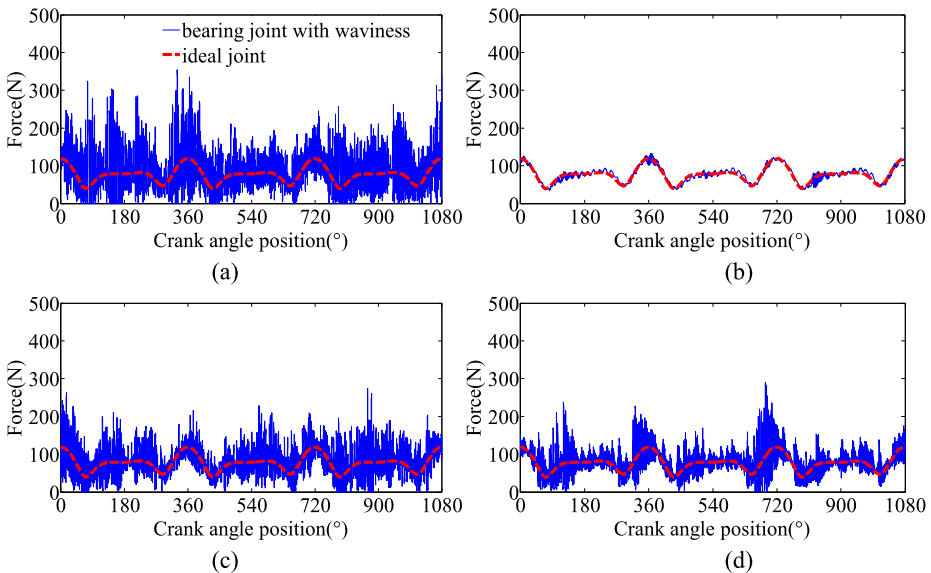 500
400
300
200
100
0
Force(N)
bearing joint with waviness
ideal joint
0 180 360 540 720 900 1080
Crank angle position(°)
(a)
500
400
300
200
100
0
Force(N)
0 180 360 540 720 900 1080
Crank angle position(°)
(b)
500
400
300
200
100
0
Force(N)
0 180 360 540 720 900 1080
Crank angle position(°)
(c)
500
400
300
200
100
0
Force(N)
0 180 360 540 720 900 1080
Crank angle position(°)
(d)